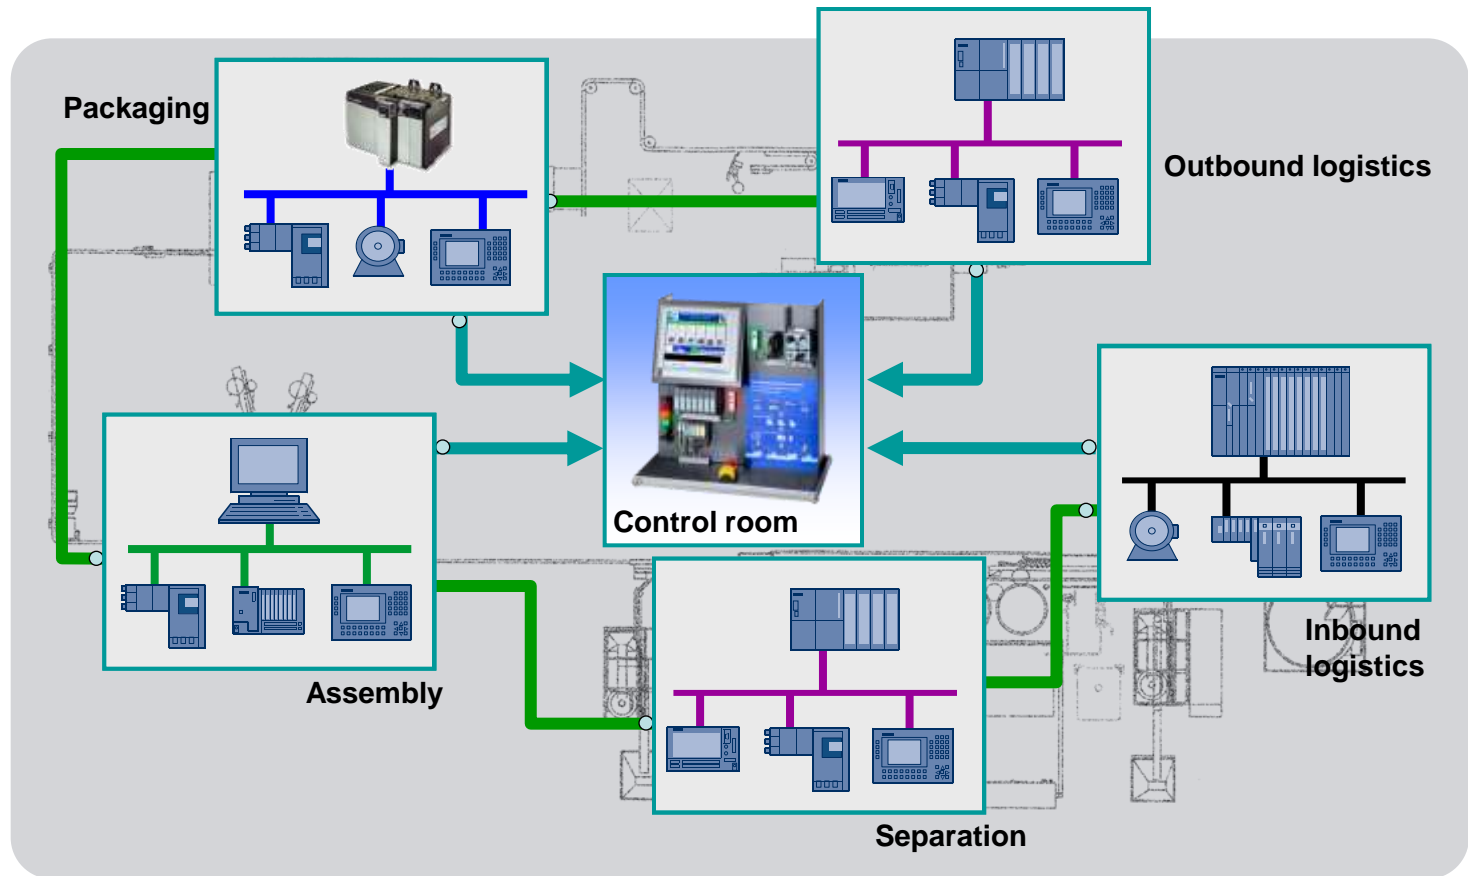 Packaging
Outbound logistics
Control room
Inbound
logistics
Assembly
Separation